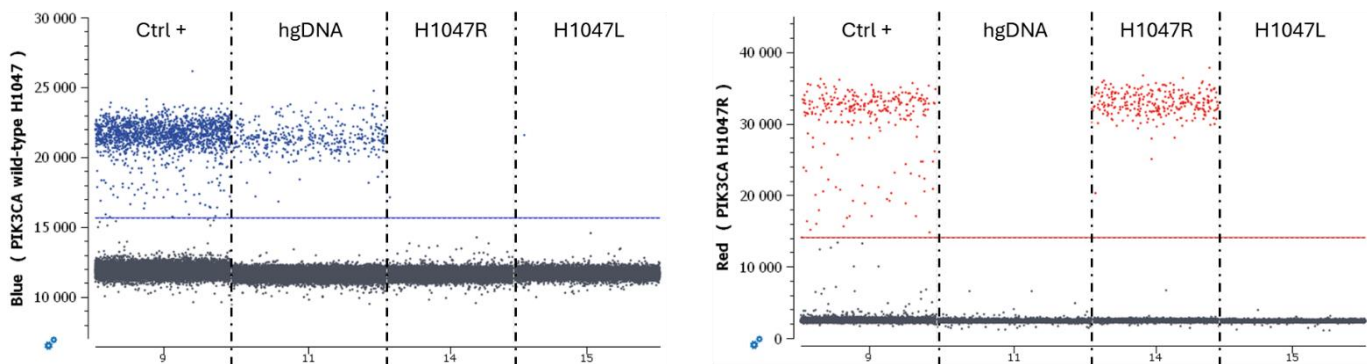 Ctrl + hgDNA H1047R H1047L
30 000
25 000
20 000
15 000
10 000
Blue ( PIK3CA wild-type H1047 )
9 11 14 15
Ctrl + hgDNA H1047R H1047L
40 000
30 000
20 000
10 000
0
Red ( PIK3CA H1047R )
9 11 14 15